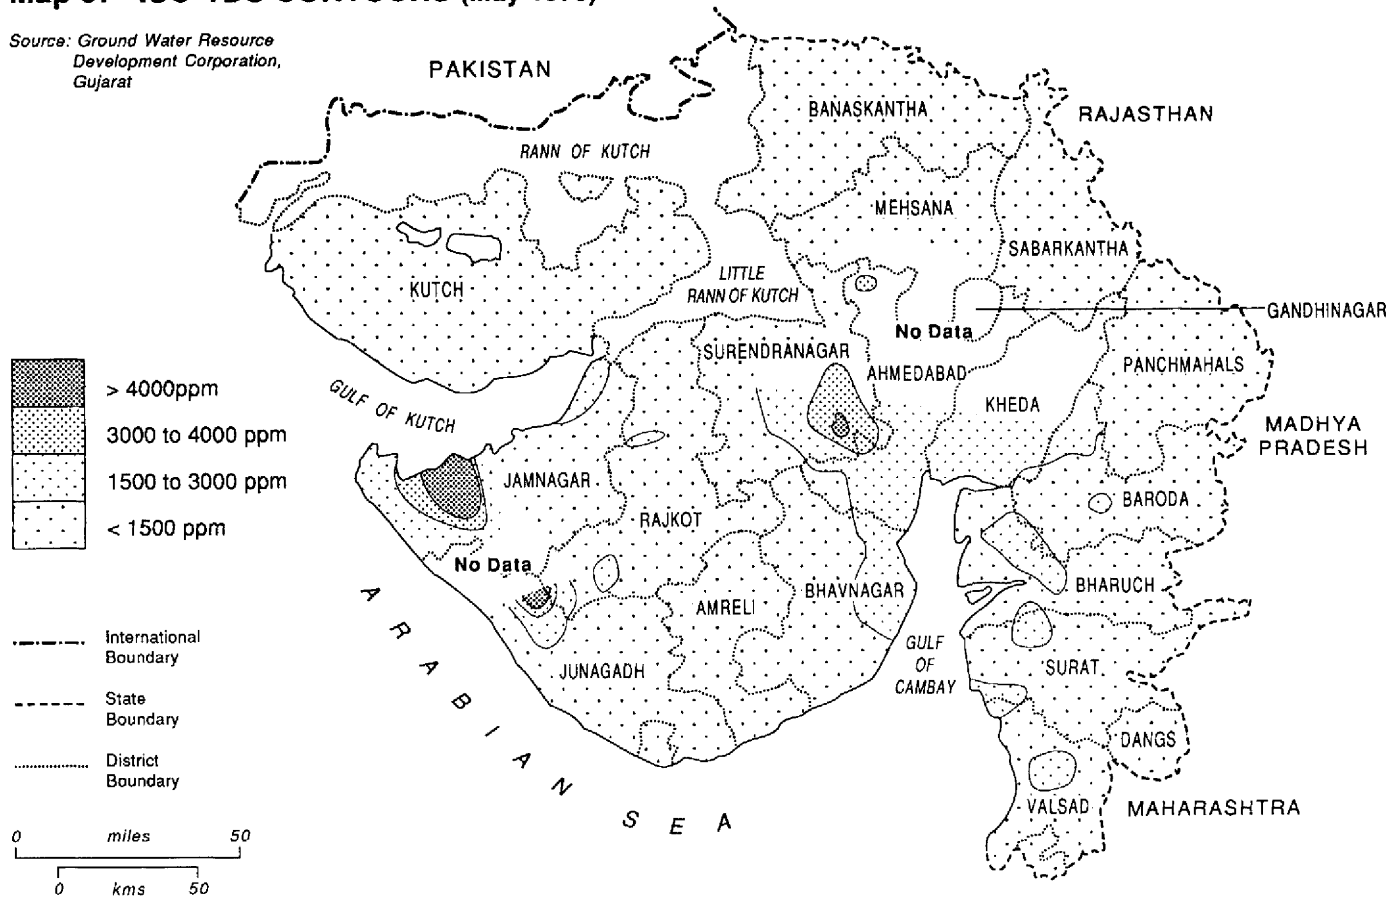 Source: Ground Water Resource
Development Corporation,
Gujarat
PAKISTAN
BANASKANTHA
RAJASTHAN
RANN OF KUTCH
MEHSANA
SABARKANTHA
KUTCH
LITTLE
RANN OF KUTCH
GANDHINAGAR
No Data
SURENDRANAGAR
AHMEDABAD
PANCHMAHALS
KHEDA
GULF OF KUTCH
MADHYA
PRADESH
> 4000ppm
3000 to 4000 ppm
1500 to 3000 ppm
< 1500 ppm
JAMNAGAR
RAJKOT
BARODA
No Data
AMRELI
BHAVNAGAR
BHARUCH
JUNAGADH
GULF
OF
CAMBAY
SURAT
DANGS
VALSAD
MAHARASHTRA
ARABIAN SEA
International
Boundary
State
Boundary
District
Boundary
0 miles 50
0 kms 50